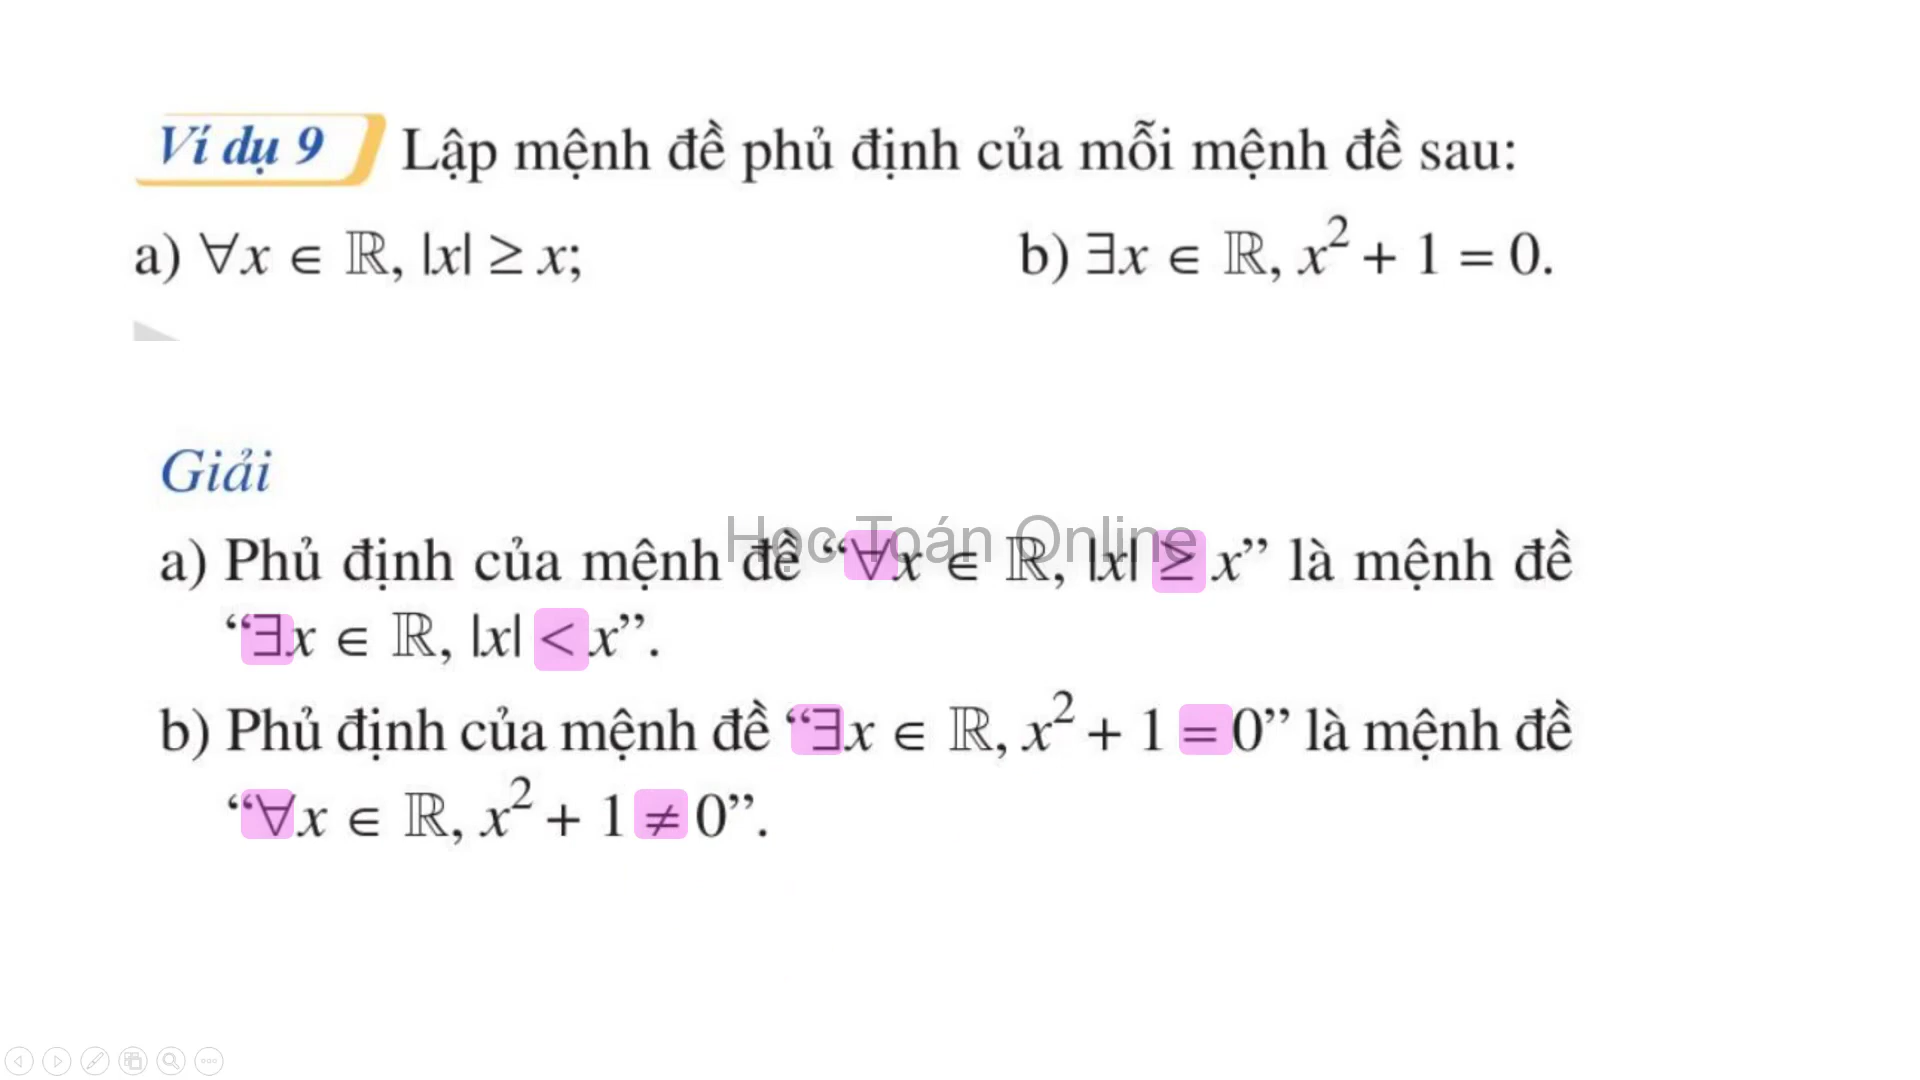 Ví dụ 9 Lập mệnh đề phủ định của mỗi mệnh đề sau:
a) ∀x ∈ ℝ, |x| ≥ x; b) ∃x ∈ ℝ, x² + 1 = 0.
Giải
Học Toán Online
a) Phủ định của mệnh đề “∀x ∈ ℝ, |x| ≥ x” là mệnh đề
“∃x ∈ ℝ, |x| < x”.
b) Phủ định của mệnh đề “∃x ∈ ℝ, x² + 1 = 0” là mệnh đề
“∀x ∈ ℝ, x² + 1 ≠ 0”.